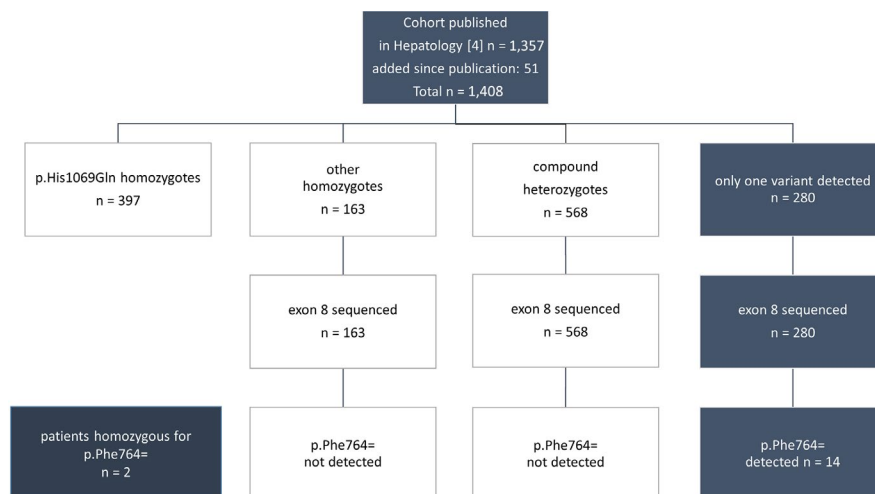 Cohort published
in Hepatology [4] n = 1,357
added since publication: 51
Total n = 1,408
p.His1069Gln homozygotes
n = 397
other
homozygotes
n = 163
compound
heterozygotes
n = 568
only one variant detected
n = 280
exon 8 sequenced
n = 163
exon 8 sequenced
n = 568
exon 8 sequenced
n = 280
patients homozygous for
p.Phe764=
n = 2
p.Phe764=
not detected
p.Phe764=
not detected
p.Phe764=
detected n = 14